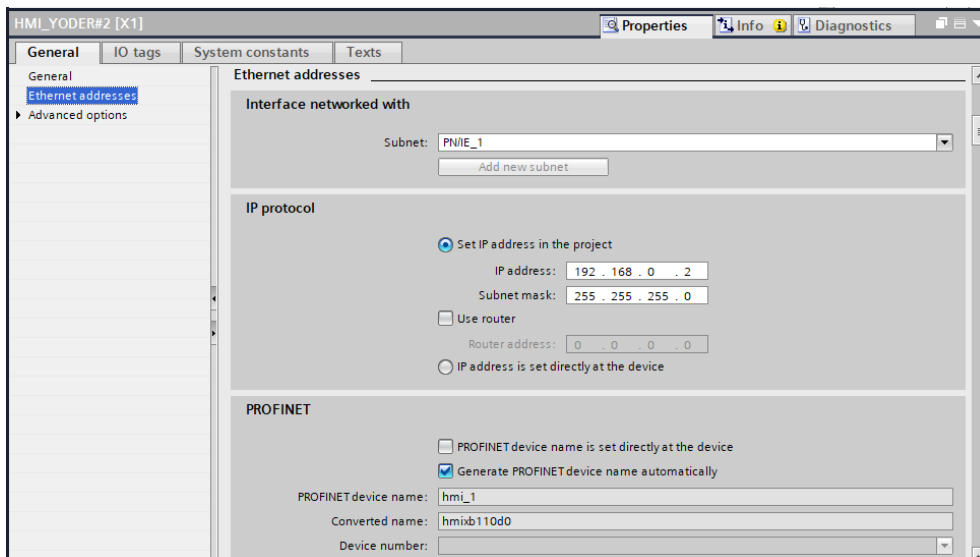 HMI_YODER#2 [X1]
Properties
Info
Diagnostics
General
IO tags
System constants
Texts
General
Ethernet addresses
Advanced options
Ethernet addresses
Interface networked with
Subnet: PN/IE_1
Add new subnet
IP protocol
Set IP address in the project
IP address: 192 . 168 . 0 . 2
Subnet mask: 255 . 255 . 255 . 0
Use router
Router address: 0 . 0 . 0 . 0
IP address is set directly at the device
PROFINET
PROFINET device name is set directly at the device
Generate PROFINET device name automatically
PROFINET device name: hmi_1
Converted name: hmixb110d0
Device number: